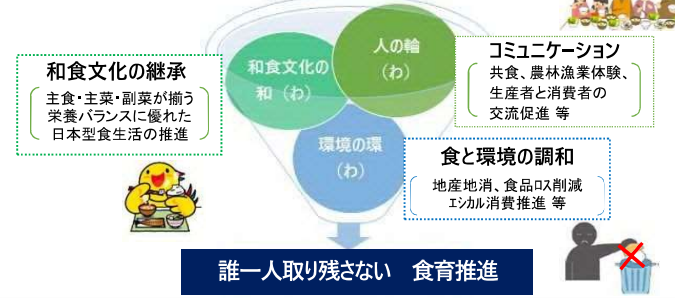 和食文化の継承
主食・主菜・副菜が揃う
栄養バランスに優れた
日本型食生活の推進
和食文化の
和（わ）
人の輪
（わ）
コミュニケーション
共食、農林漁業体験、
生産者と消費者の
交流促進 等
環境の環
（わ）
食と環境の調和
地産地消、食品ロス削減
エシカル消費推進 等
誰一人取り残さない　食育推進